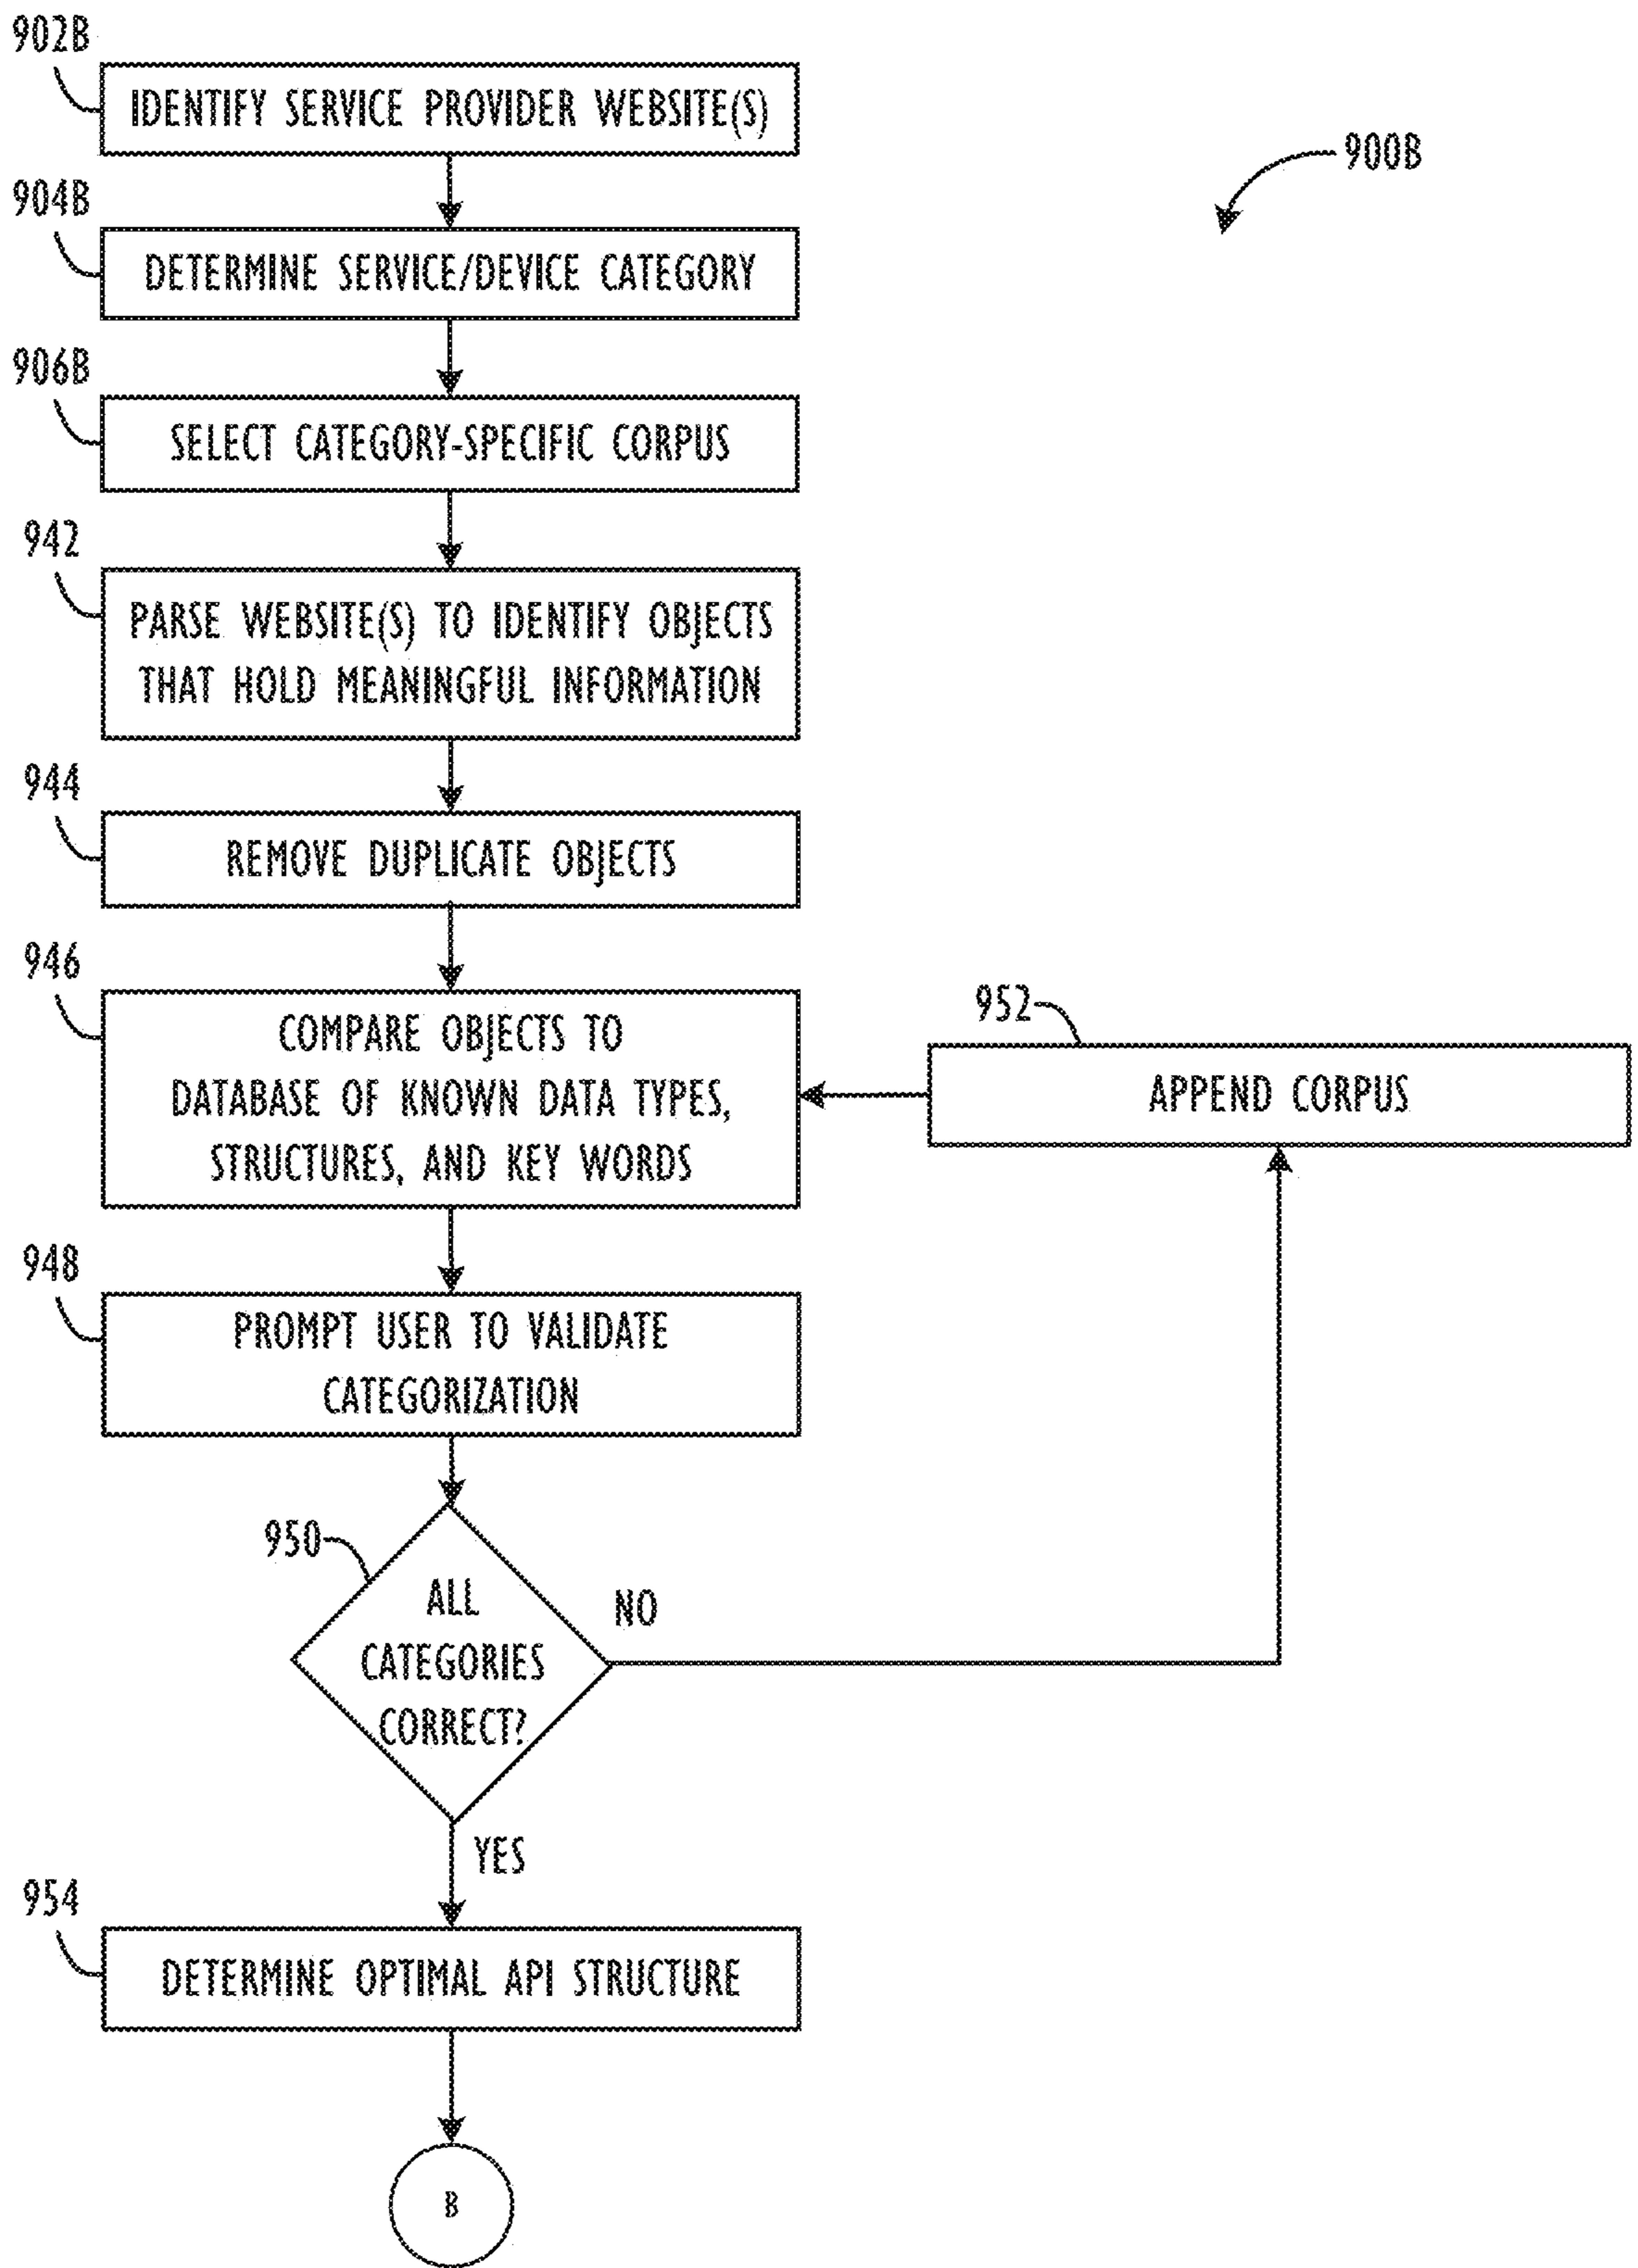 902B
IDENTIFY SERVICE PROVIDER WEBSITE(S)
900B
904B
DETERMINE SERVICE/DEVICE CATEGORY
906B
SELECT CATEGORY-SPECIFIC CORPUS
942
PARSE WEBSITE(S) TO IDENTIFY OBJECTS
THAT HOLD MEANINGFUL INFORMATION
944
REMOVE DUPLICATE OBJECTS
946
COMPARE OBJECTS TO
DATABASE OF KNOWN DATA TYPES,
STRUCTURES, AND KEY WORDS
952
APPEND CORPUS
948
PROMPT USER TO VALIDATE
CATEGORIZATION
950
ALL
CATEGORIES
CORRECT?
NO
YES
954
DETERMINE OPTIMAL API STRUCTURE
B